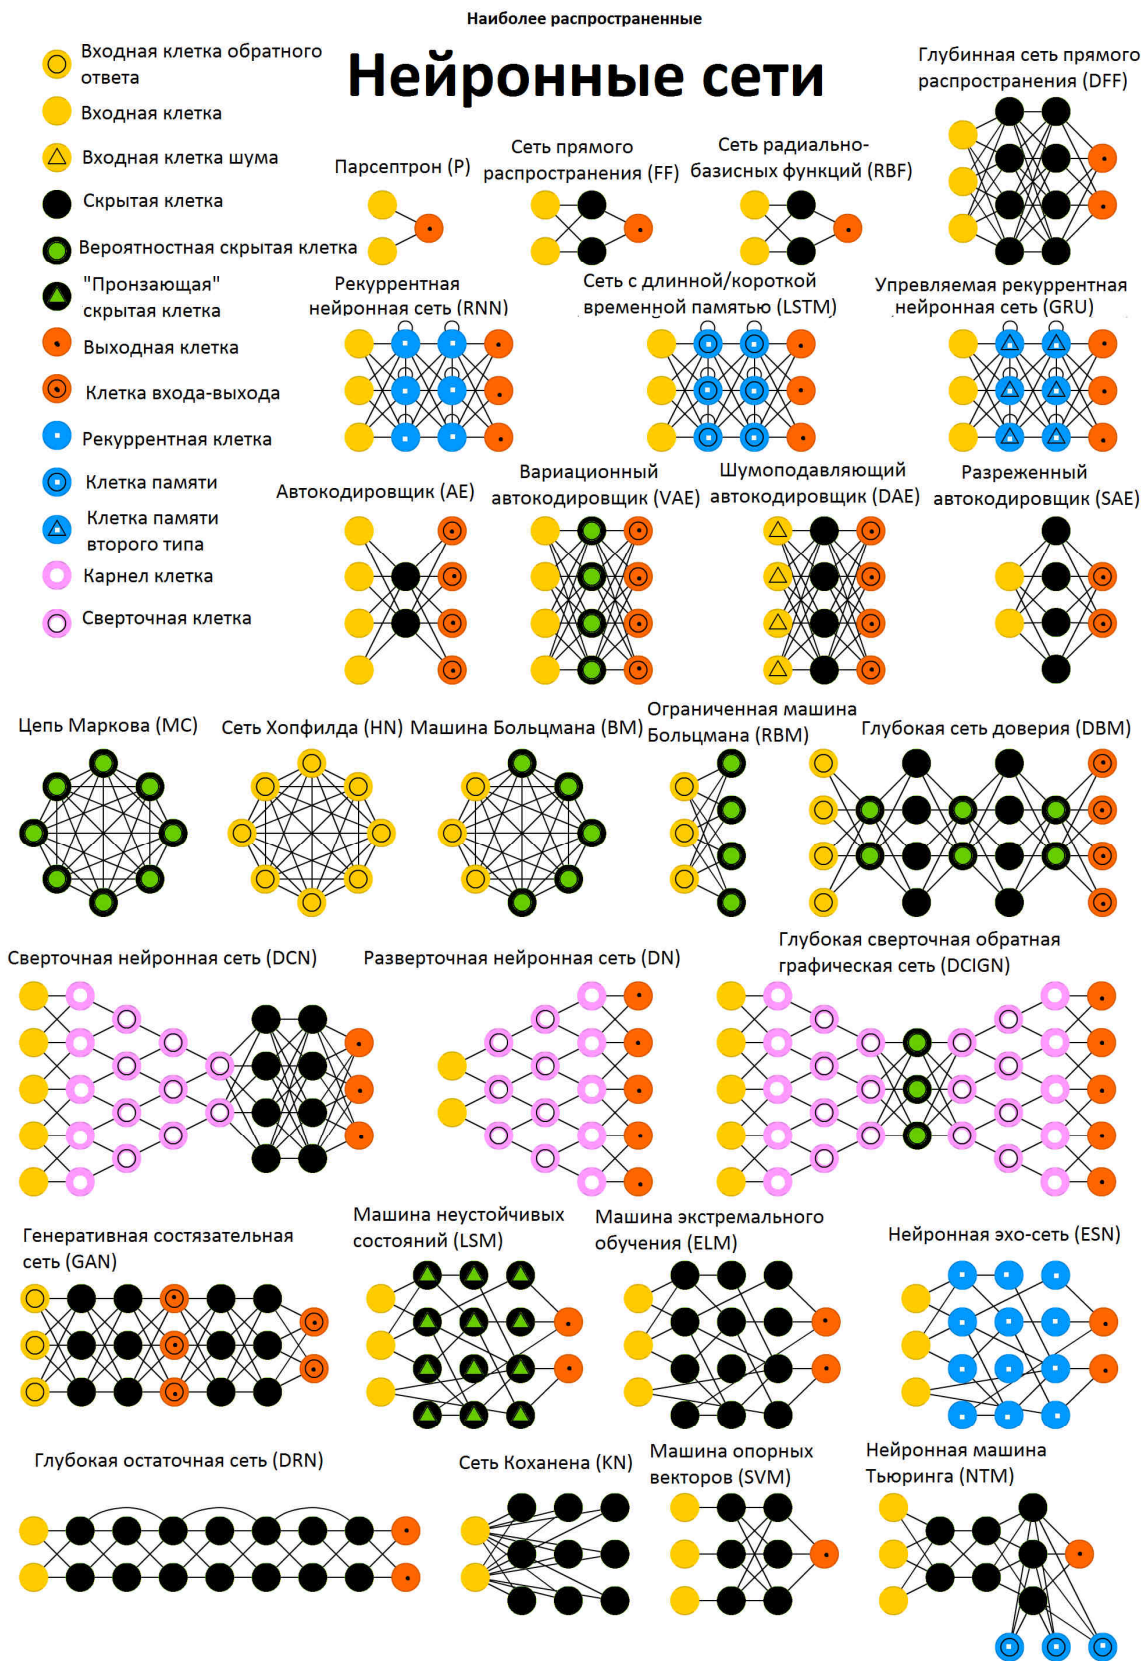 Наиболее распространенные
Нейронные сети
Входная клетка обратного
ответа
Входная клетка
Входная клетка шума
Скрытая клетка
Вероятностная скрытая клетка
"Пронзающая"
скрытая клетка
Выходная клетка
Клетка входа-выхода
Рекуррентная клетка
Клетка памяти
Клетка памяти
второго типа
Карнел клетка
Сверточная клетка
Парсептрон (P)
Сеть прямого
распространения (FF)
Сеть радиально-
базисных функций (RBF)
Глубинная сеть прямого
распространения (DFF)
Рекуррентная
нейронная сеть (RNN)
Сеть с длинной/короткой
временной памятью (LSTM)
Упревляемая рекуррентная
нейронная сеть (GRU)
Автокодировщик (AE)
Вариационный
автокодировщик (VAE)
Шумоподавляющий
автокодировщик (DAE)
Разреженный
автокодировщик (SAE)
Цепь Маркова (MC)
Сеть Хопфилда (HN)
Машина Больцмана (BM)
Ограниченная машина
Больцмана (RBM)
Глубокая сеть доверия (DBM)
Сверточная нейронная сеть (DCN)
Разверточная нейронная сеть (DN)
Глубокая сверточная обратная
графическая сеть (DCIGN)
Генеративная состязательная
сеть (GAN)
Машина неустойчивых
состояний (LSM)
Машина экстремального
обучения (ELM)
Нейронная эхо-сеть (ESN)
Глубокая остаточная сеть (DRN)
Сеть Коханена (KN)
Машина опорных
векторов (SVM)
Нейронная машина
Тьюринга (NTM)